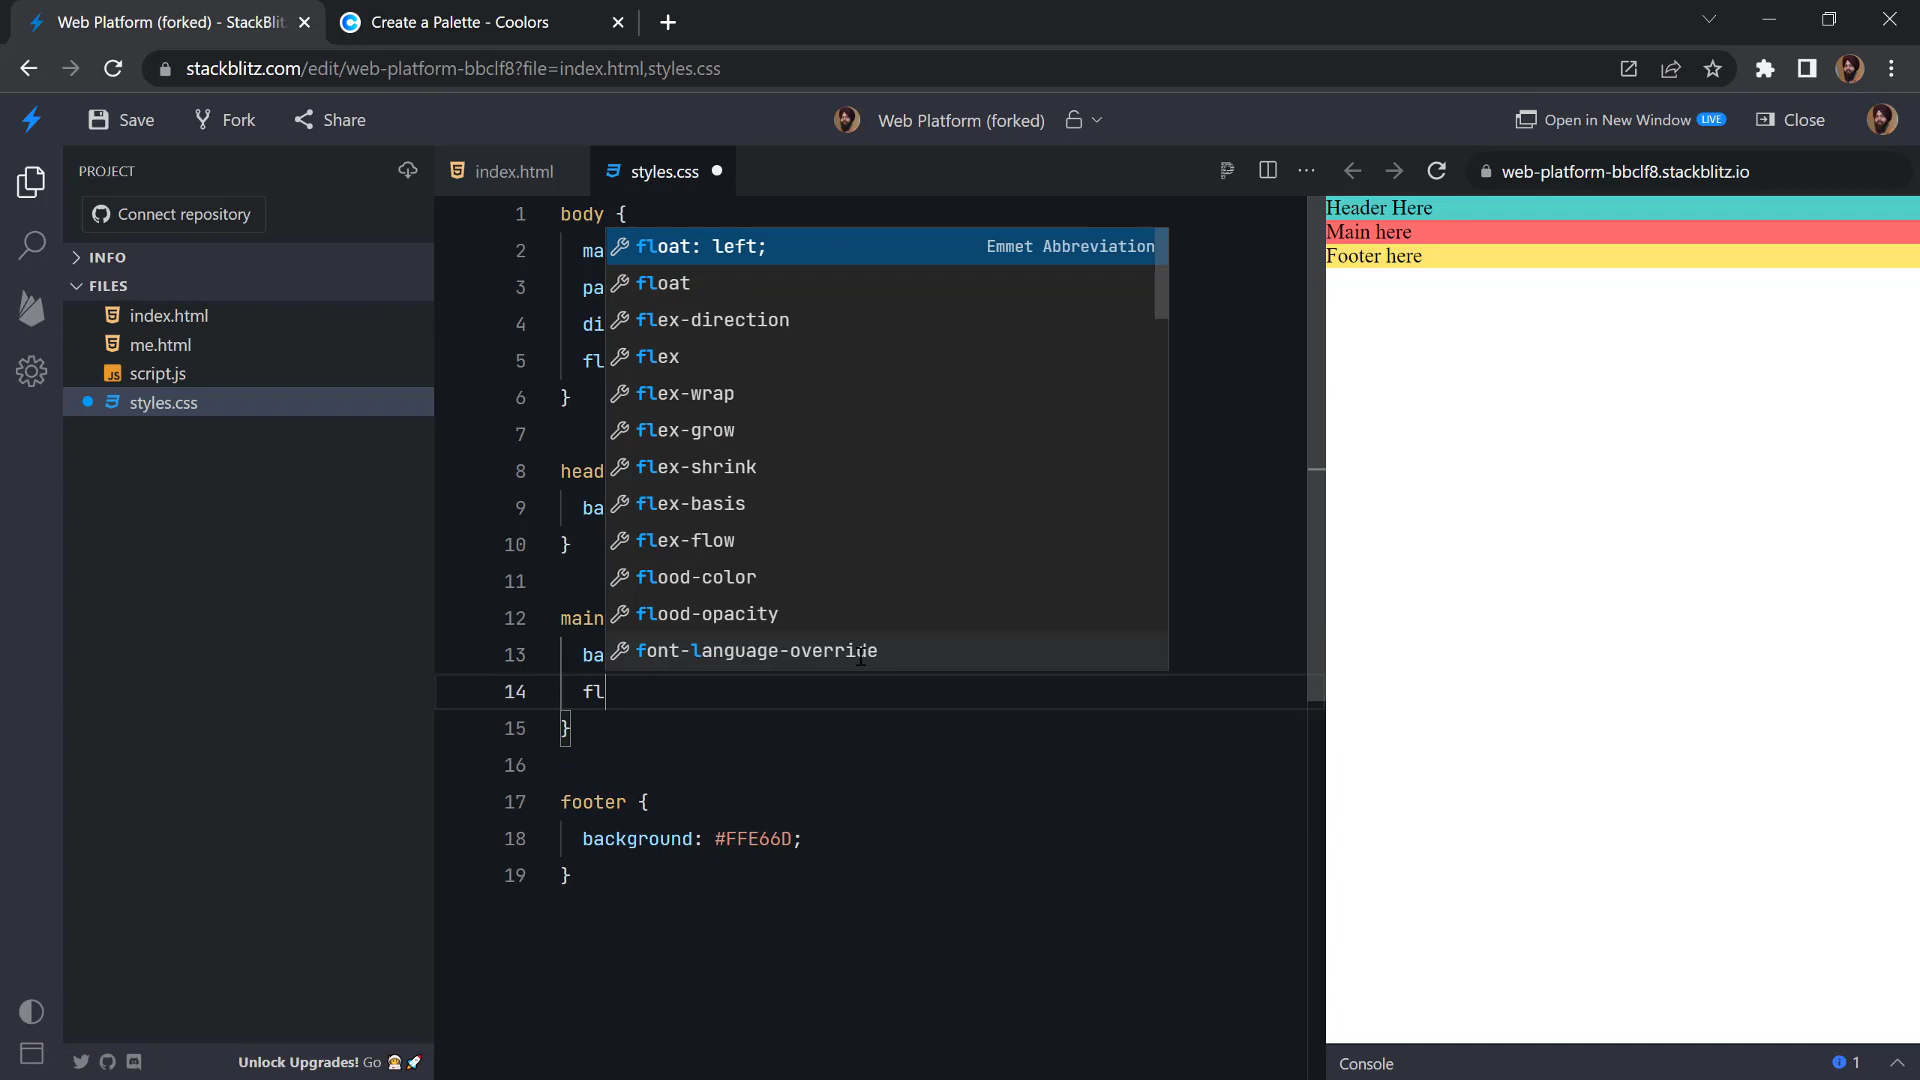 Web Platform (forked) - StackBlitz
Create a Palette - Coolors
stackblitz.com/edit/web-platform-bbclf8?file=index.html,styles.css
Save
Fork
Share
Web Platform (forked)
Open in New Window LIVE
Close
PROJECT
Connect repository
INFO
FILES
index.html
me.html
JS script.js
styles.css
Unlock Upgrades! Go
index.html
styles.css
1 body {
2 ma
3 pa
4 di
5 fl
6 }
7
8 head
9 ba
10 }
11
12 main
13 ba
14 fl
15 }
16
17 footer {
18 background: #FFE66D;
19 }
float: left; Emmet Abbreviation
float
flex-direction
flex
flex-wrap
flex-grow
flex-shrink
flex-basis
flex-flow
flood-color
flood-opacity
font-language-override
web-platform-bbclf8.stackblitz.io
Header Here
Main here
Footer here
Console
1